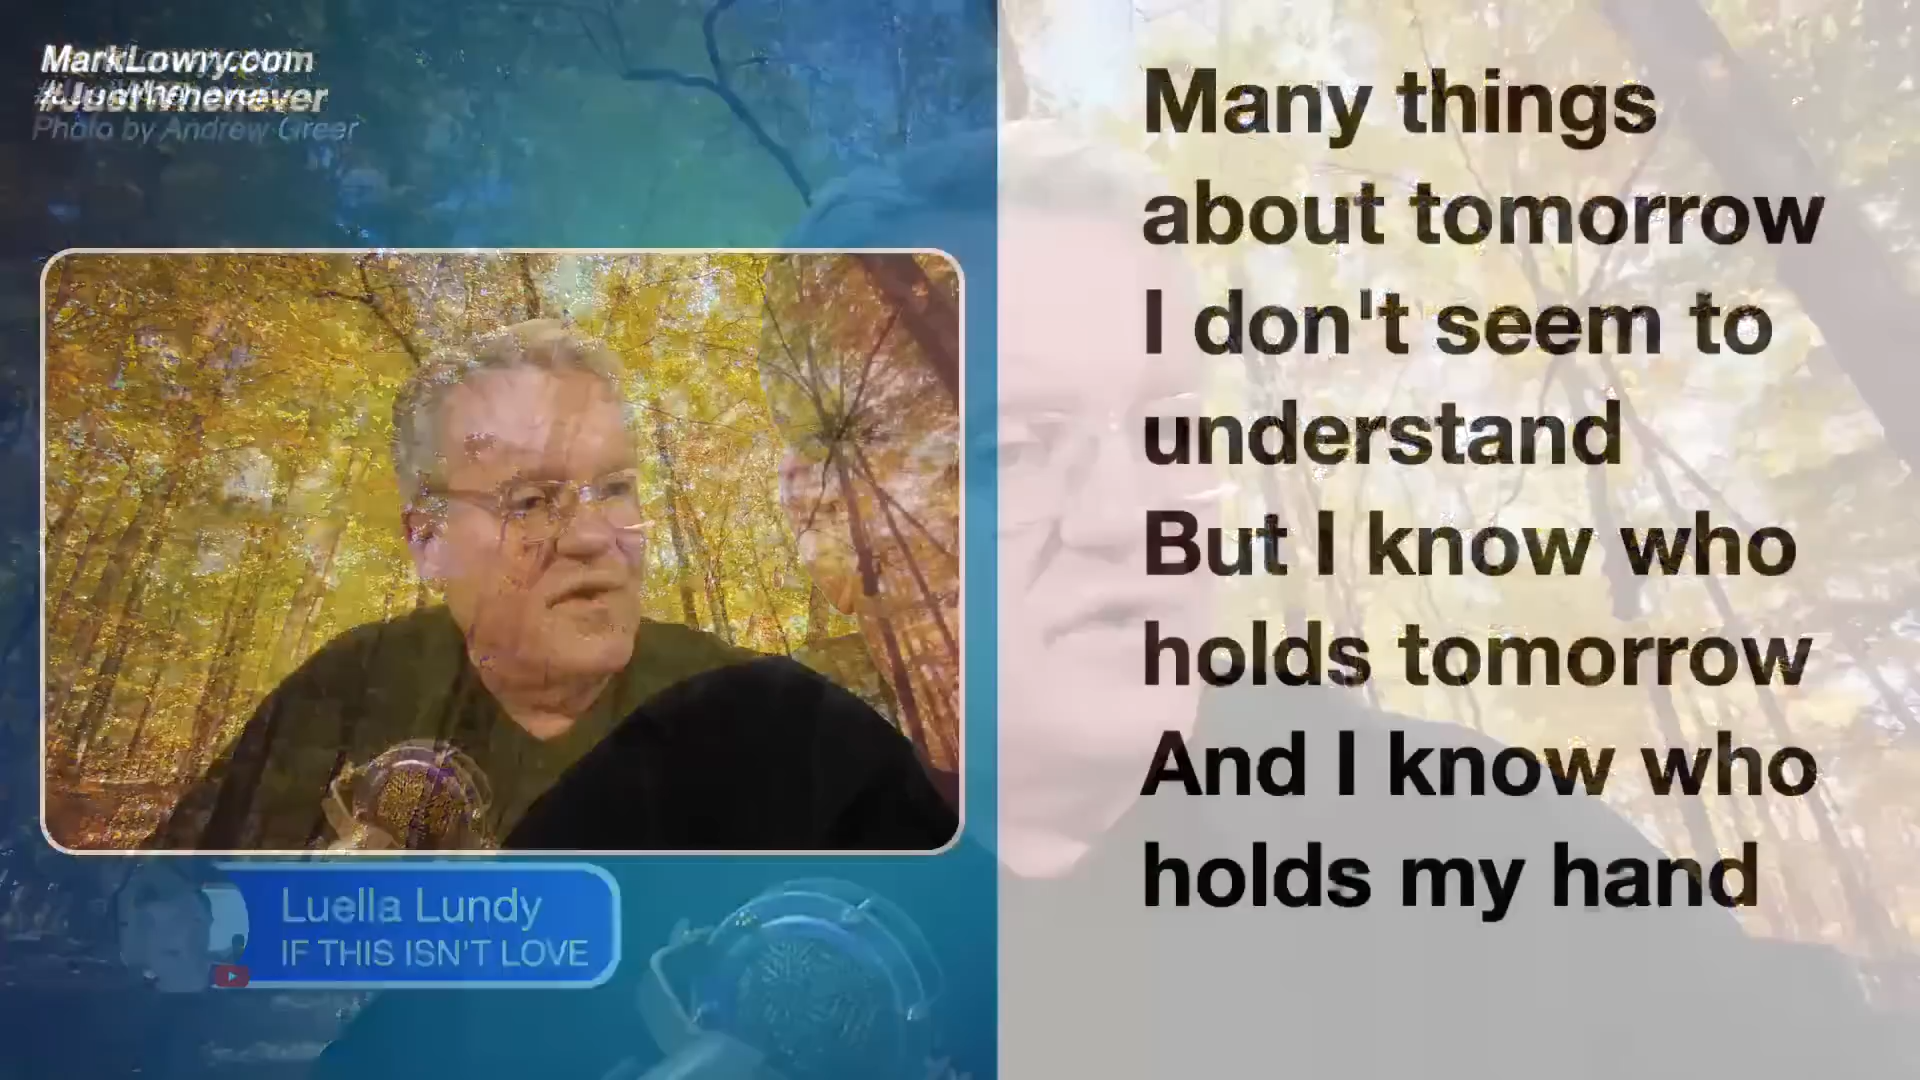 MarkLowry.com
#JustWhenever
Photo by Andrew Greer
Luella Lundy
IF THIS ISN'T LOVE
Many things
about tomorrow
I don't seem to
understand
But I know who
holds tomorrow
And I know who
holds my hand